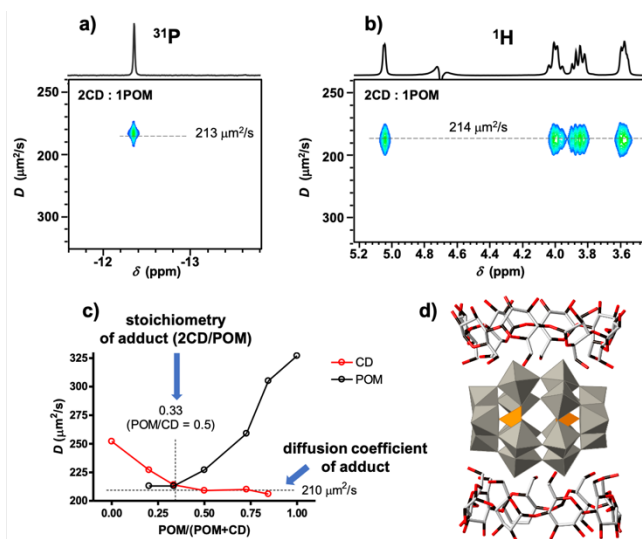 a) ³¹P
250
200
300
D (μm²/s)
2CD : 1POM
213 μm²/s
-12 -13
δ (ppm)
b) ¹H
250
200
300
D (μm²/s)
2CD : 1POM
214 μm²/s
5.2 5.0 4.8 4.6 4.4 4.2 4.0 3.8 3.6
δ (ppm)
c)
stoichiometry
of adduct (2CD/POM)
350
325
300
275
250
225
200
D (μm²/s)
0.33
(POM/CD = 0.5)
CD
POM
diffusion coefficient
of adduct
210 μm²/s
0.00 0.25 0.50 0.75 1.00
POM/(POM+CD)
d)